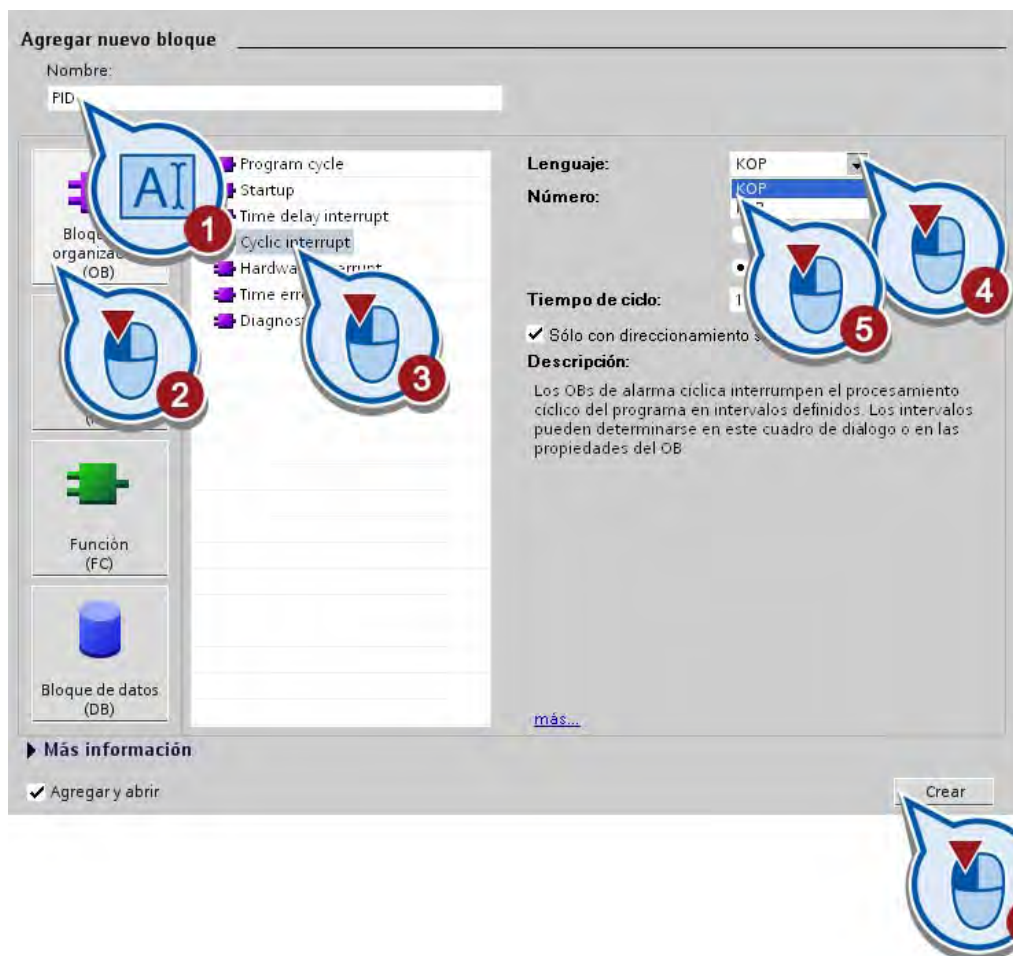 Agregar nuevo bloque
Nombre:
PID
Program cycle
Startup
Time delay interrupt
Cyclic interrupt
(OB)
Función
(FC)
Bloque de datos
(DB)
Lenguaje:
KOP
KOP
Número:
Tiempo de ciclo:
Sólo con direccionamiento
Descripción:
Los OBs de alarma cíclica interrumpen el procesamiento
cíclico del programa en intervalos definidos. Los intervalos
pueden determinarse en este cuadro de diálogo o en las
propiedades del OB
más...
Más información
Agregar y abrir
Crear
A
1
2
3
4
5